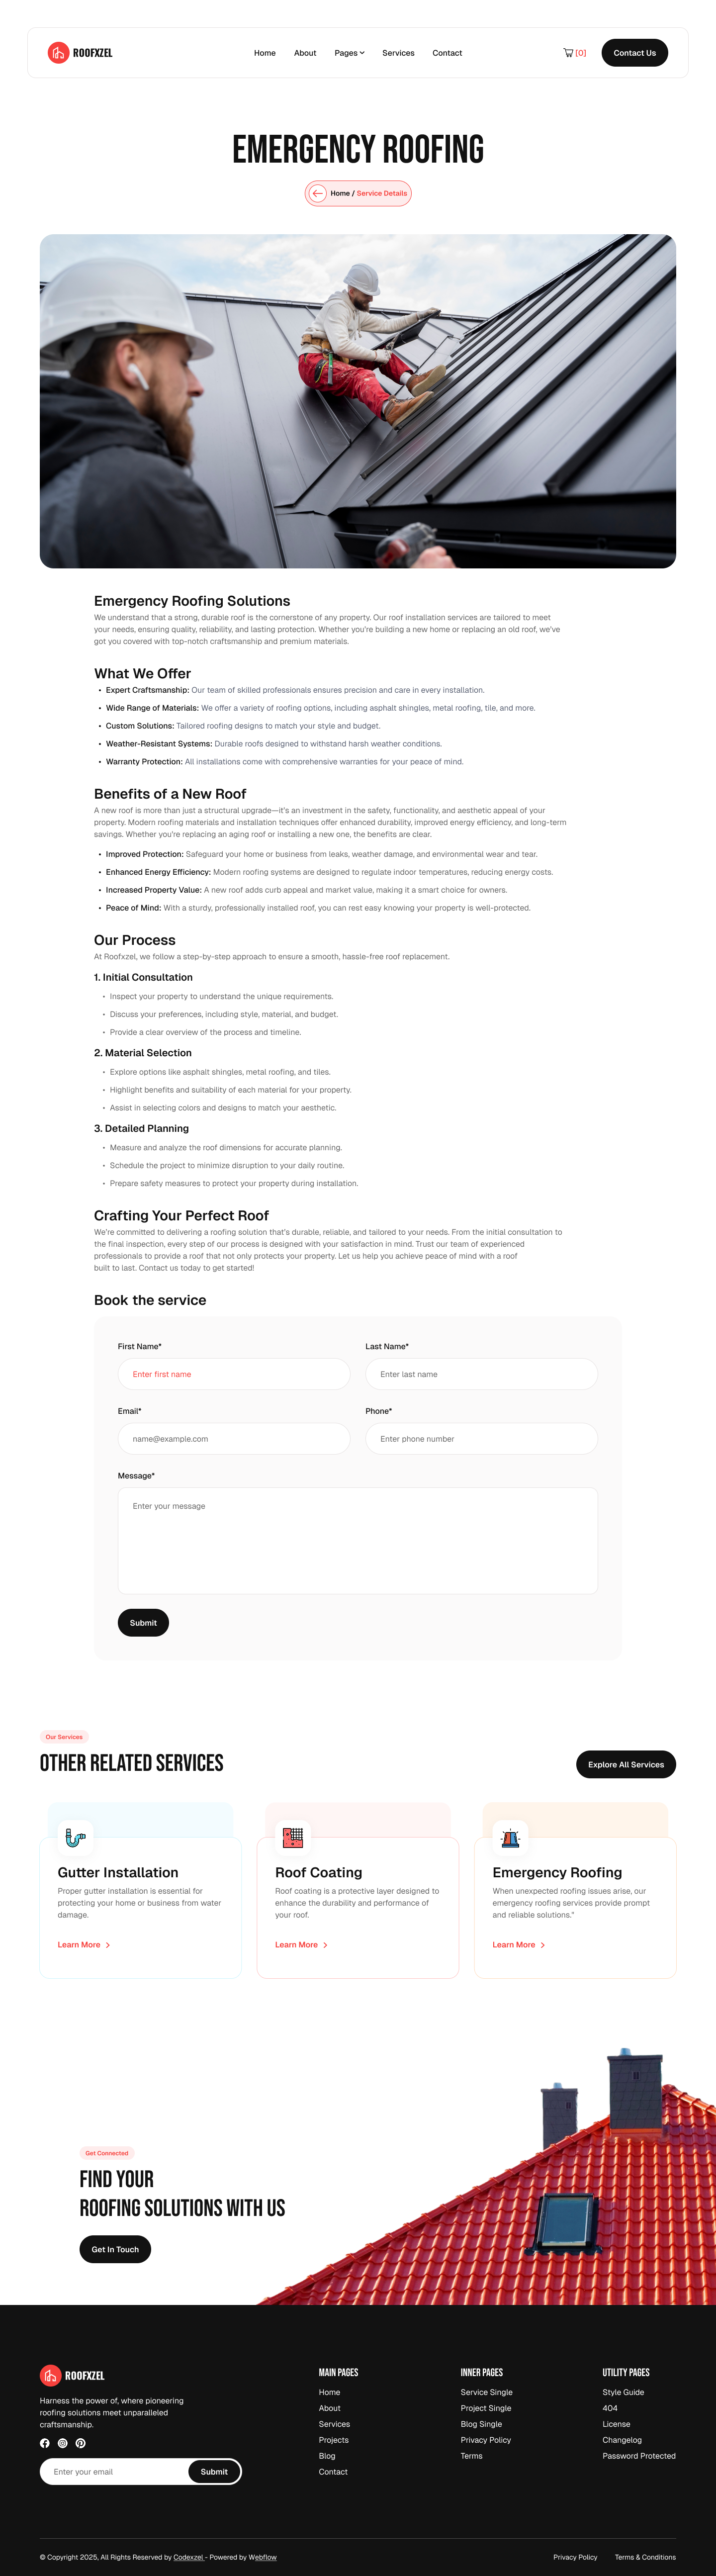 ROOFXZEL
Home About Pages Services Contact
[0]
Contact Us
EMERGENCY ROOFING
Home / Service Details
Emergency Roofing Solutions
We understand that a strong, durable roof is the cornerstone of any property. Our roof installation services are tailored to meet
your needs, ensuring quality, reliability, and lasting protection. Whether you're building a new home or replacing an old roof, we've
got you covered with top-notch craftsmanship and premium materials.
What We Offer
• Expert Craftsmanship: Our team of skilled professionals ensures precision and care in every installation.
• Wide Range of Materials: We offer a variety of roofing options, including asphalt shingles, metal roofing, tile, and more.
• Custom Solutions: Tailored roofing designs to match your style and budget.
• Weather-Resistant Systems: Durable roofs designed to withstand harsh weather conditions.
• Warranty Protection: All installations come with comprehensive warranties for your peace of mind.
Benefits of a New Roof
A new roof is more than just a structural upgrade—it's an investment in the safety, functionality, and aesthetic appeal of your
property. Modern roofing materials and installation techniques offer enhanced durability, improved energy efficiency, and long-term
savings. Whether you're replacing an aging roof or installing a new one, the benefits are clear.
• Improved Protection: Safeguard your home or business from leaks, weather damage, and environmental wear and tear.
• Enhanced Energy Efficiency: Modern roofing systems are designed to regulate indoor temperatures, reducing energy costs.
• Increased Property Value: A new roof adds curb appeal and market value, making it a smart choice for owners.
• Peace of Mind: With a sturdy, professionally installed roof, you can rest easy knowing your property is well-protected.
Our Process
At Roofxzel, we follow a step-by-step approach to ensure a smooth, hassle-free roof replacement.
1. Initial Consultation
• Inspect your property to understand the unique requirements.
• Discuss your preferences, including style, material, and budget.
• Provide a clear overview of the process and timeline.
2. Material Selection
• Explore options like asphalt shingles, metal roofing, and tiles.
• Highlight benefits and suitability of each material for your property.
• Assist in selecting colors and designs to match your aesthetic.
3. Detailed Planning
• Measure and analyze the roof dimensions for accurate planning.
• Schedule the project to minimize disruption to your daily routine.
• Prepare safety measures to protect your property during installation.
Crafting Your Perfect Roof
We're committed to delivering a roofing solution that's durable, reliable, and tailored to your needs. From the initial consultation to
the final inspection, every step of our process is designed with your satisfaction in mind. Trust our team of experienced
professionals to provide a roof that not only protects your property. Let us help you achieve peace of mind with a roof
built to last. Contact us today to get started!
Book the service
First Name* Last Name*
Enter first name Enter last name
Email* Phone*
name@example.com Enter phone number
Message*
Enter your message
Submit
Our Services
OTHER RELATED SERVICES
Explore All Services
Gutter Installation
Proper gutter installation is essential for
protecting your home or business from water
damage.
Learn More
Roof Coating
Roof coating is a protective layer designed to
enhance the durability and performance of
your roof.
Learn More
Emergency Roofing
When unexpected roofing issues arise, our
emergency roofing services provide prompt
and reliable solutions."
Learn More
Get Connected
FIND YOUR
ROOFING SOLUTIONS WITH US
Get In Touch
ROOFXZEL
Harness the power of, where pioneering
roofing solutions meet unparalleled
craftsmanship.
Enter your email
Submit
MAIN PAGES
Home
About
Services
Projects
Blog
Contact
INNER PAGES
Service Single
Project Single
Blog Single
Privacy Policy
Terms
UTILITY PAGES
Style Guide
404
License
Changelog
Password Protected
© Copyright 2025, All Rights Reserved by Codexzel - Powered by Webflow
Privacy Policy Terms & Conditions